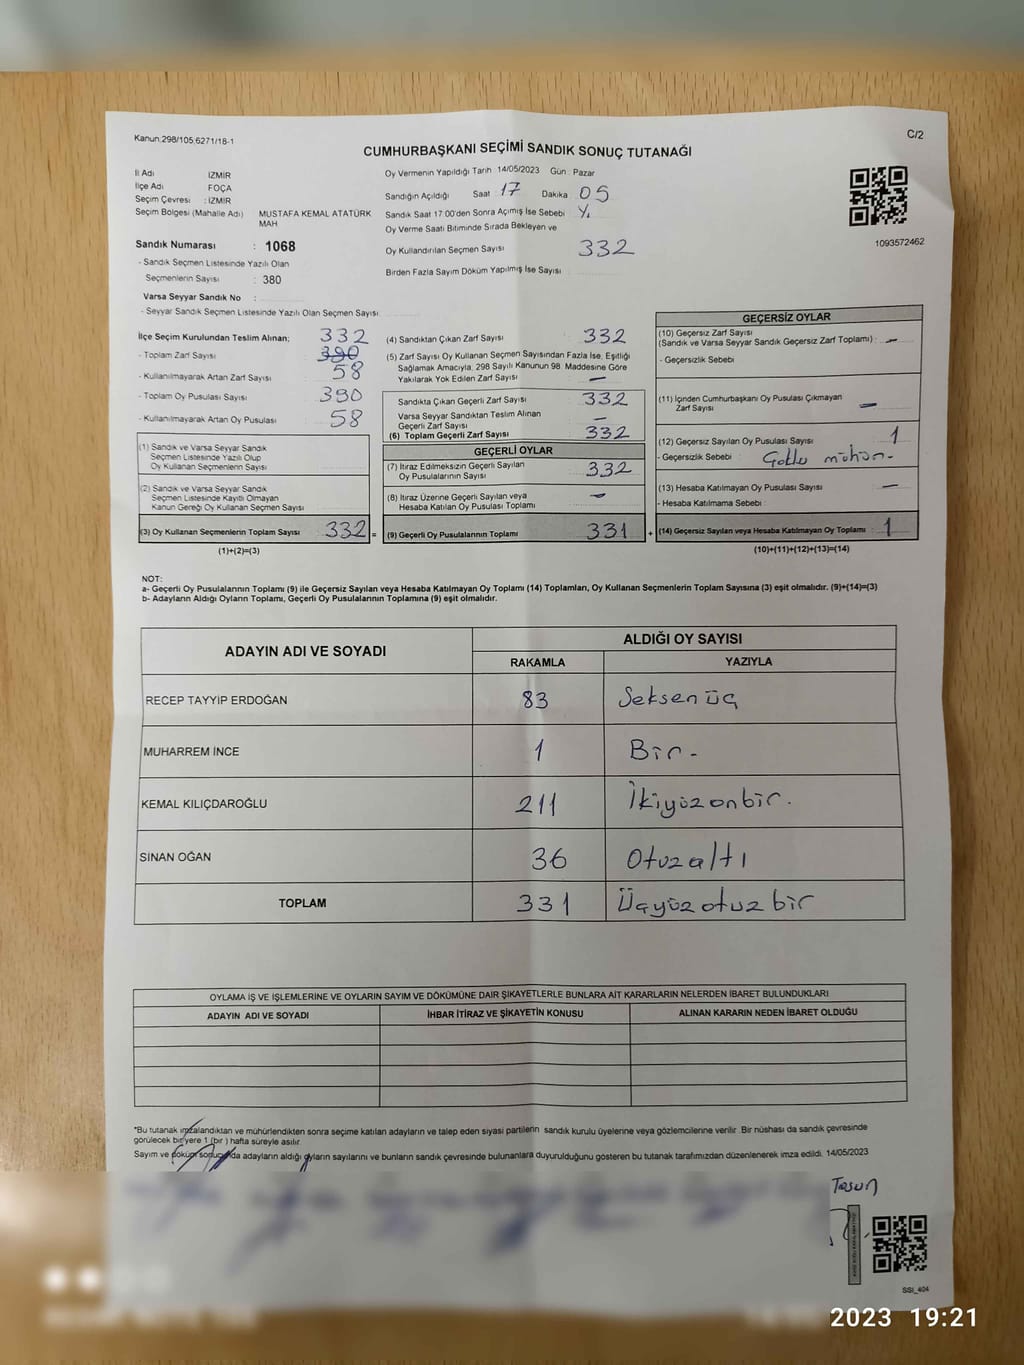 Kanun:298/105;6271/18-1
C/2
CUMHURBAŞKANI SEÇİMİ SANDIK SONUÇ TUTANAĞI
İl Adı İZMİR
İlçe Adı FOÇA
Seçim Çevresi : İZMİR
Seçim Bölgesi (Mahalle Adı) MUSTAFA KEMAL ATATÜRK
MAH
Sandık Numarası : 1068
- Sandık Seçmen Listesinde Yazılı Olan
Seçmenlerin Sayısı : 380
Varsa Seyyar Sandık No :
- Seyyar Sandık Seçmen Listesinde Yazılı Olan Seçmen Sayısı :
Oy Vermenin Yapıldığı Tarih 14/05/2023 Gün : Pazar
Sandığın Açıldığı Saat : 17 Dakika 05
Sandık Saat 17:00'den Sonra Açılmış İse Sebebi
Oy Verme Saati Bitiminde Sırada Bekleyen ve
Oy Kullandırılan Seçmen Sayısı 332
Birden Fazla Sayım Döküm Yapılmış İse Sayısı :
1093572462
İlçe Seçim Kurulundan Teslim Alınan; 332
- Toplam Zarf Sayısı 390
- Kullanılmayarak Artan Zarf Sayısı 58
- Toplam Oy Pusulası Sayısı 390
- Kullanılmayarak Artan Oy Pusulası 58
(1) Sandık ve Varsa Seyyar Sandık
Seçmen Listesinde Yazılı Olup
Oy Kullanan Seçmenlerin Sayısı
(2) Sandık ve Varsa Seyyar Sandık
Seçmen Listesinde Kayıtlı Olmayan
Kanun Gereği Oy Kullanan Seçmen Sayısı
(3) Oy Kullanan Seçmenlerin Toplam Sayısı 332 =
(1)+(2)=(3)
(4) Sandıktan Çıkan Zarf Sayısı : 332
(5) Zarf Sayısı Oy Kullanan Seçmen Sayısından Fazla İse, Eşitliği
Sağlamak Amacıyla; 298 Sayılı Kanunun 98. Maddesine Göre
Yakılarak Yok Edilen Zarf Sayısı : —
Sandıkta Çıkan Geçerli Zarf Sayısı : 332
Varsa Seyyar Sandıktan Teslim Alınan
Geçerli Zarf Sayısı : —
(6) Toplam Geçerli Zarf Sayısı : 332
GEÇERLİ OYLAR
(7) İtiraz Edilmeksizin Geçerli Sayılan
Oy Pusulalarının Sayısı : 332
(8) İtiraz Üzerine Geçerli Sayılan veya
Hesaba Katılan Oy Pusulası Toplamı : —
(9) Geçerli Oy Pusulalarının Toplamı 331 +
GEÇERSİZ OYLAR
(10) Geçersiz Zarf Sayısı
(Sandık ve Varsa Seyyar Sandık Geçersiz Zarf Toplamı) : —
- Geçersizlik Sebebi :
(11) İçinden Cumhurbaşkanı Oy Pusulası Çıkmayan
Zarf Sayısı : —
(12) Geçersiz Sayılan Oy Pusulası Sayısı : 1
- Geçersizlik Sebebi : mühür-
(13) Hesaba Katılmayan Oy Pusulası Sayısı : —
- Hesaba Katılmama Sebebi :
(14) Geçersiz Sayılan veya Hesaba Katılmayan Oy Toplamı : 1
(10)+(11)+(12)+(13)=(14)
NOT:
a- Geçerli Oy Pusulalarının Toplamı (9) ile Geçersiz Sayılan veya Hesaba Katılmayan Oy Toplamı (14) Toplamları, Oy Kullanan Seçmenlerin Toplam Sayısına (3) eşit olmalıdır. (9)+(14)=(3)
b- Adayların Aldığı Oyların Toplamı, Geçerli Oy Pusulalarının Toplamına (9) eşit olmalıdır.
ADAYIN ADI VE SOYADI ALDIĞI OY SAYISI
RAKAMLA YAZIYLA
RECEP TAYYİP ERDOĞAN 83 Seksenüç
MUHARREM İNCE 1 Bir -
KEMAL KILIÇDAROĞLU 211 İkiyüzonbir.
SİNAN OĞAN 36 Otuzaltı
TOPLAM 331 Üçyüzotuzbir
OYLAMA İŞ VE İŞLEMLERİNE VE OYLARIN SAYIM VE DÖKÜMÜNE DAİR ŞİKAYETLERLE BUNLARA AİT KARARLARIN NELERDEN İBARET BULUNDUKLARI
ADAYIN ADI VE SOYADI İHBAR İTİRAZ VE ŞİKAYETİN KONUSU ALINAN KARARIN NEDEN İBARET OLDUĞU
*Bu tutanak imzalandıktan ve mühürlendikten sonra seçime katılan adayların ve talep eden siyasi partilerin sandık kurulu üyelerine veya gözlemcilerine verilir. Bir nüshası da sandık çevresinde
görülecek bir yere 1 (bir ) hafta süreyle asılır.
Sayım ve döküm sonucunda adayların aldığı oyların sayılarını ve bunların sandık çevresinde bulunanlara duyurulduğunu gösteren bu tutanak tarafımızdan düzenlenerek imza edildi. 14/05/2023
Tosun
SSI_404
2023 19:21